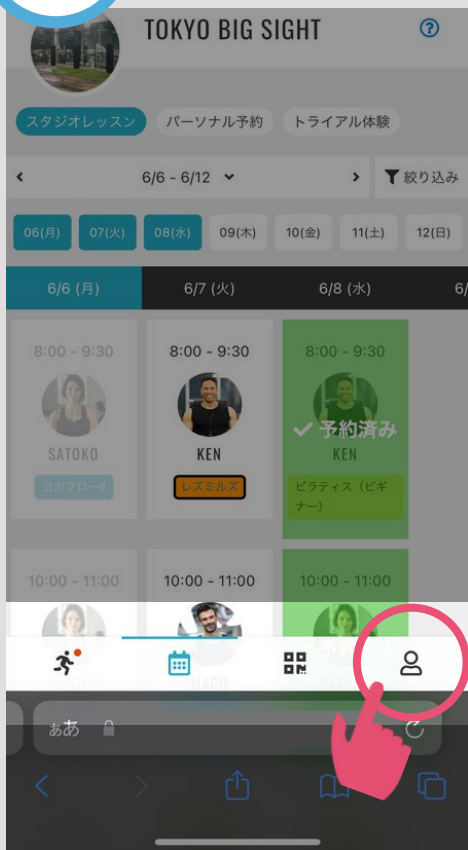 TOKYO BIG SIGHT
スタジオレッスン パーソナル予約 トライアル体験
6/6 - 6/12 絞り込み
06(月) 07(火) 08(水) 09(木) 10(金) 11(土) 12(日)
6/6 (月) 6/7 (火) 6/8 (水) 6/
8:00 - 9:30 8:00 - 9:30 8:00 - 9:30
予約済み
SATOKO KEN KEN
ヨガフローⅡ レズミルズ ピラティス（ビギ
ナー）
10:00 - 11:00 10:00 - 11:00 10:00 - 11:00
MACO
ぁあ